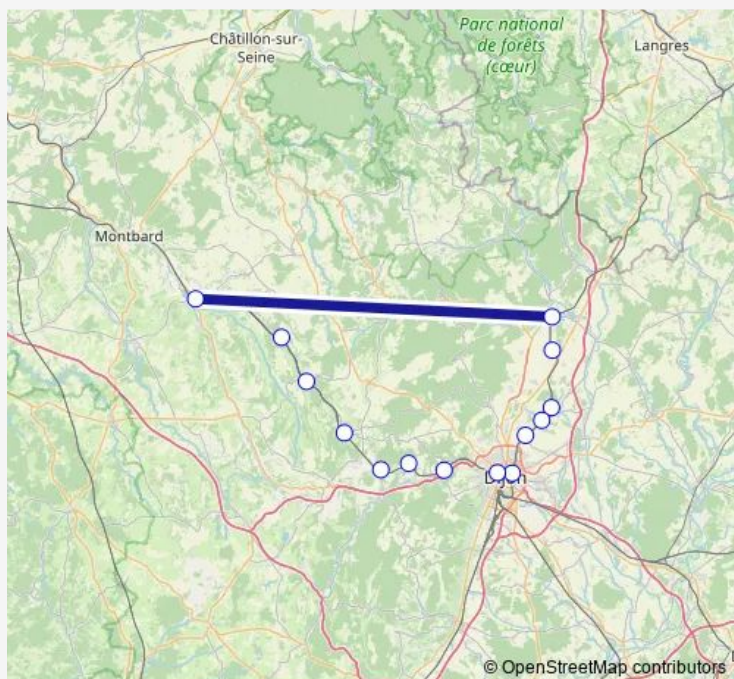 Châtillon-sur-
Seine
Parc national
de forêts
(cœur)
Langres
Montbard
Dijon
© OpenStreetMap contributors